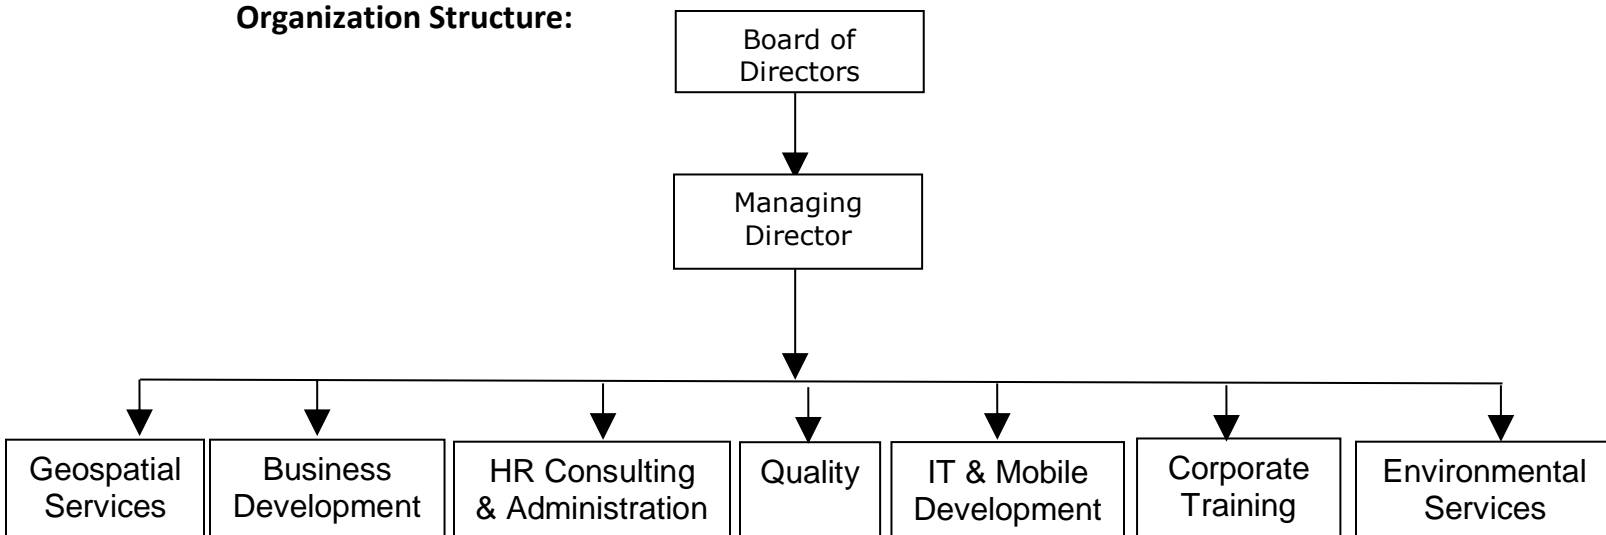 Organization Structure:
Board of
Directors
Managing
Director
Geospatial
Services
Business
Development
HR Consulting
& Administration
Quality
IT & Mobile
Development
Corporate
Training
Environmental
Services